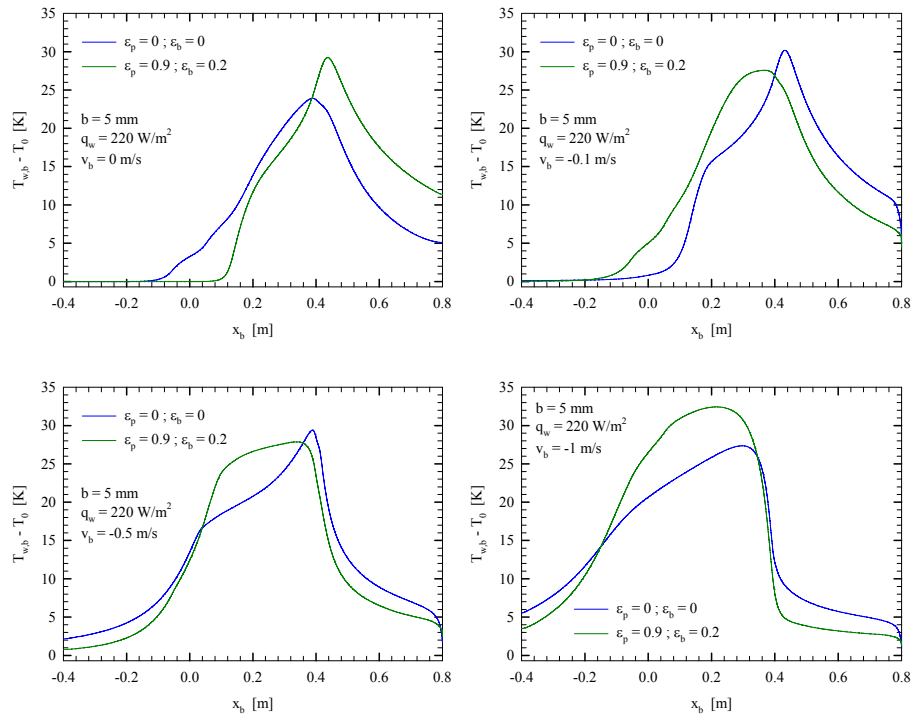 35
30
25
20
15
10
5
0
T_w,b - T_0 [K]
ε_p = 0 ; ε_b = 0
ε_p = 0.9 ; ε_b = 0.2
b = 5 mm
q_w = 220 W/m²
v_b = 0 m/s
-0.4 -0.2 0.0 0.2 0.4 0.6 0.8
x_b [m]
35
30
25
20
15
10
5
0
T_w,b - T_0 [K]
ε_p = 0 ; ε_b = 0
ε_p = 0.9 ; ε_b = 0.2
b = 5 mm
q_w = 220 W/m²
v_b = -0.1 m/s
-0.4 -0.2 0.0 0.2 0.4 0.6 0.8
x_b [m]
35
30
25
20
15
10
5
0
T_w,b - T_0 [K]
ε_p = 0 ; ε_b = 0
ε_p = 0.9 ; ε_b = 0.2
b = 5 mm
q_w = 220 W/m²
v_b = -0.5 m/s
-0.4 -0.2 0.0 0.2 0.4 0.6 0.8
x_b [m]
35
30
25
20
15
10
5
0
T_w,b - T_0 [K]
b = 5 mm
q_w = 220 W/m²
v_b = -1 m/s
ε_p = 0 ; ε_b = 0
ε_p = 0.9 ; ε_b = 0.2
-0.4 -0.2 0.0 0.2 0.4 0.6 0.8
x_b [m]